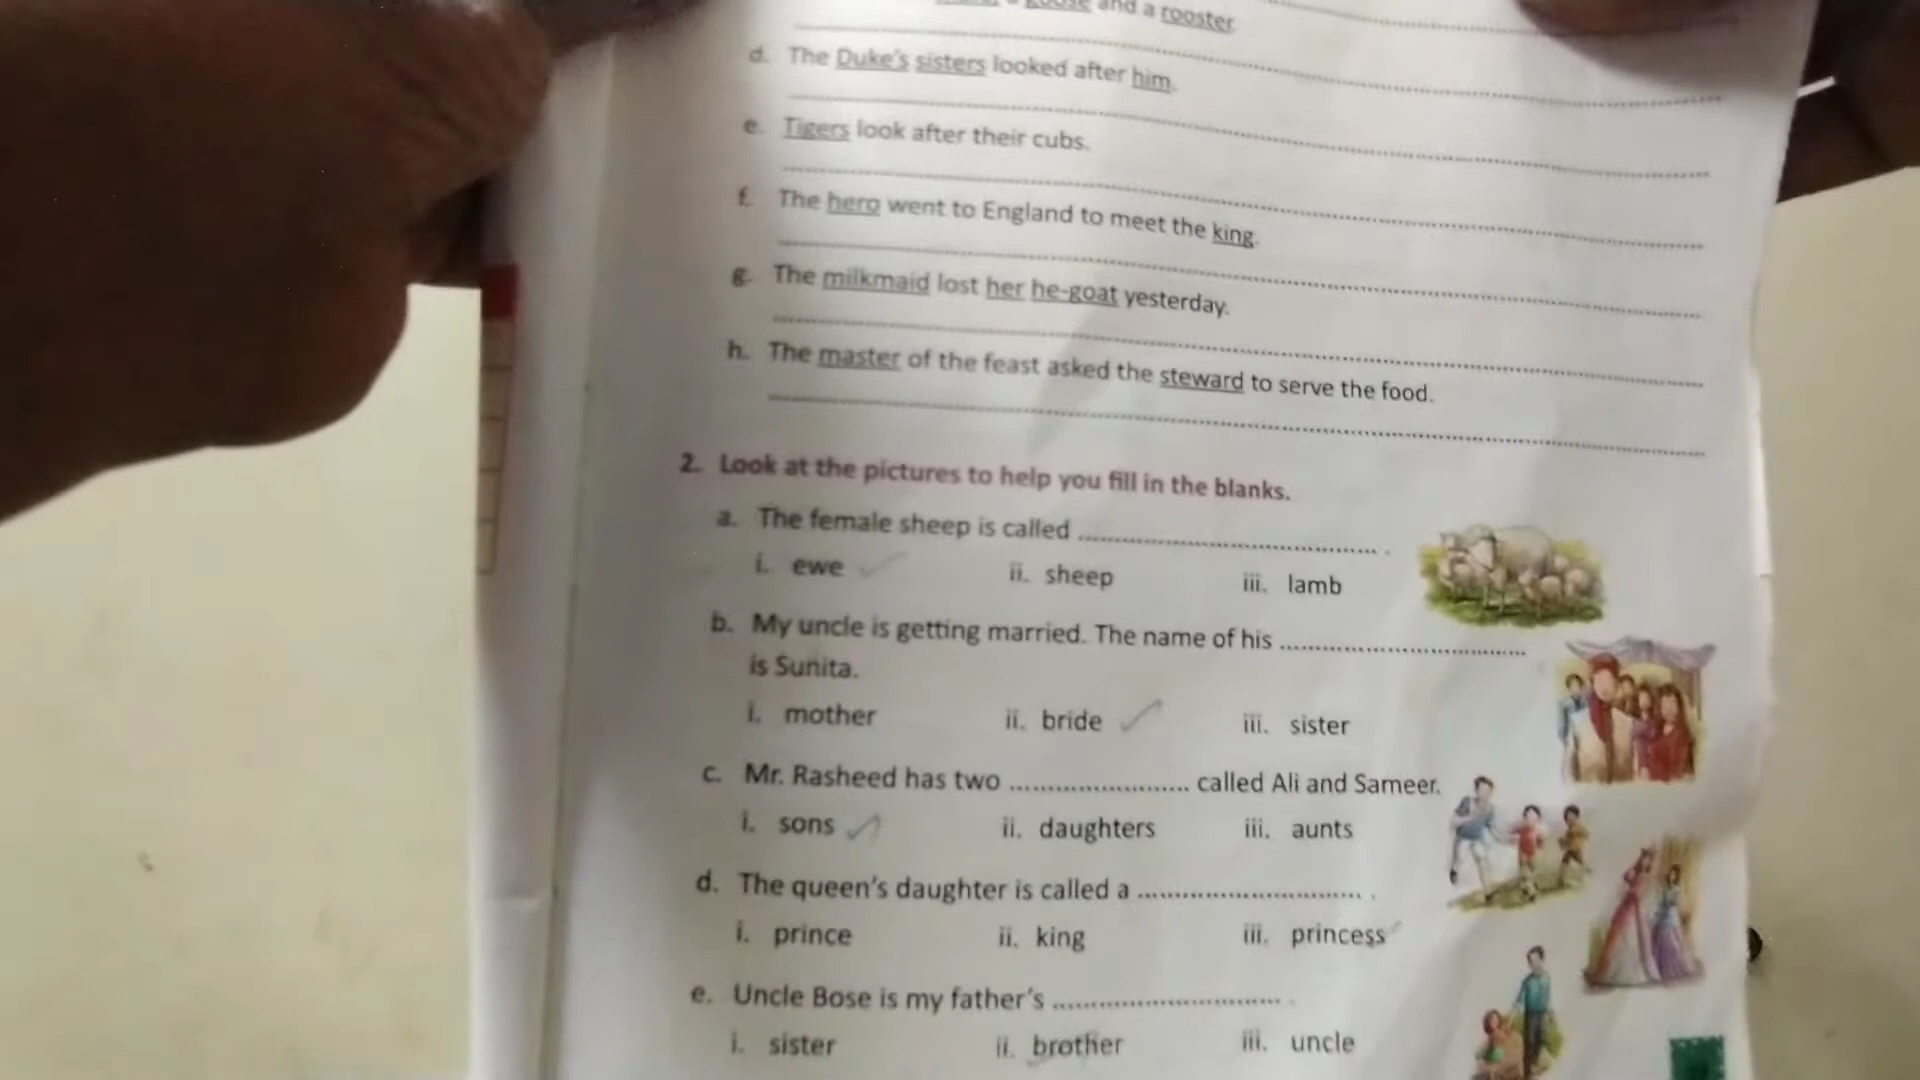 goose and a rooster.
d. The Duke's sisters looked after him.
e. Tigers look after their cubs.
f. The hero went to England to meet the king.
g. The milkmaid lost her he-goat yesterday.
h. The master of the feast asked the steward to serve the food.
2. Look at the pictures to help you fill in the blanks.
a. The female sheep is called ........................ .
i. ewe ii. sheep iii. lamb
b. My uncle is getting married. The name of his ........................
is Sunita.
i. mother ii. bride iii. sister
c. Mr. Rasheed has two ........................ called Ali and Sameer.
i. sons ii. daughters iii. aunts
d. The queen's daughter is called a ........................ .
i. prince ii. king iii. princess
e. Uncle Bose is my father's ........................ .
i. sister ii. brother iii. uncle